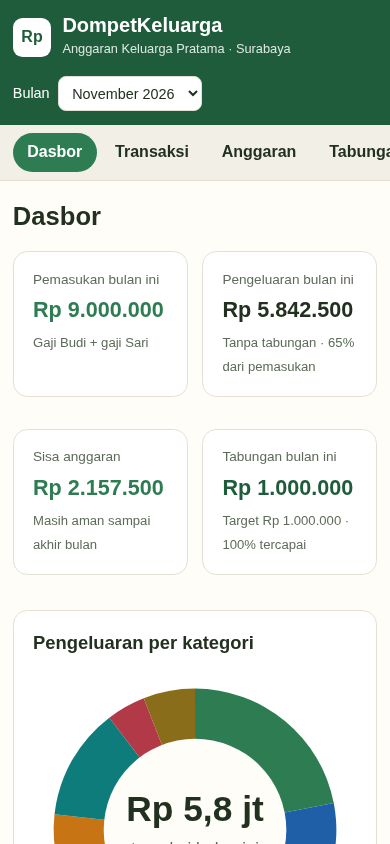 Rp
DompetKeluarga
Anggaran Keluarga Pratama · Surabaya
Bulan
November 2026
Dasbor
Transaksi
Anggaran
Dasbor
Pemasukan bulan ini
Rp 9.000.000
Gaji Budi + gaji Sari
Pengeluaran bulan ini
Rp 5.842.500
Tanpa tabungan · 65%
dari pemasukan
Sisa anggaran
Rp 2.157.500
Masih aman sampai
akhir bulan
Tabungan bulan ini
Rp 1.000.000
Target Rp 1.000.000 ·
100% tercapai
Pengeluaran per kategori
Rp 5,8 jt